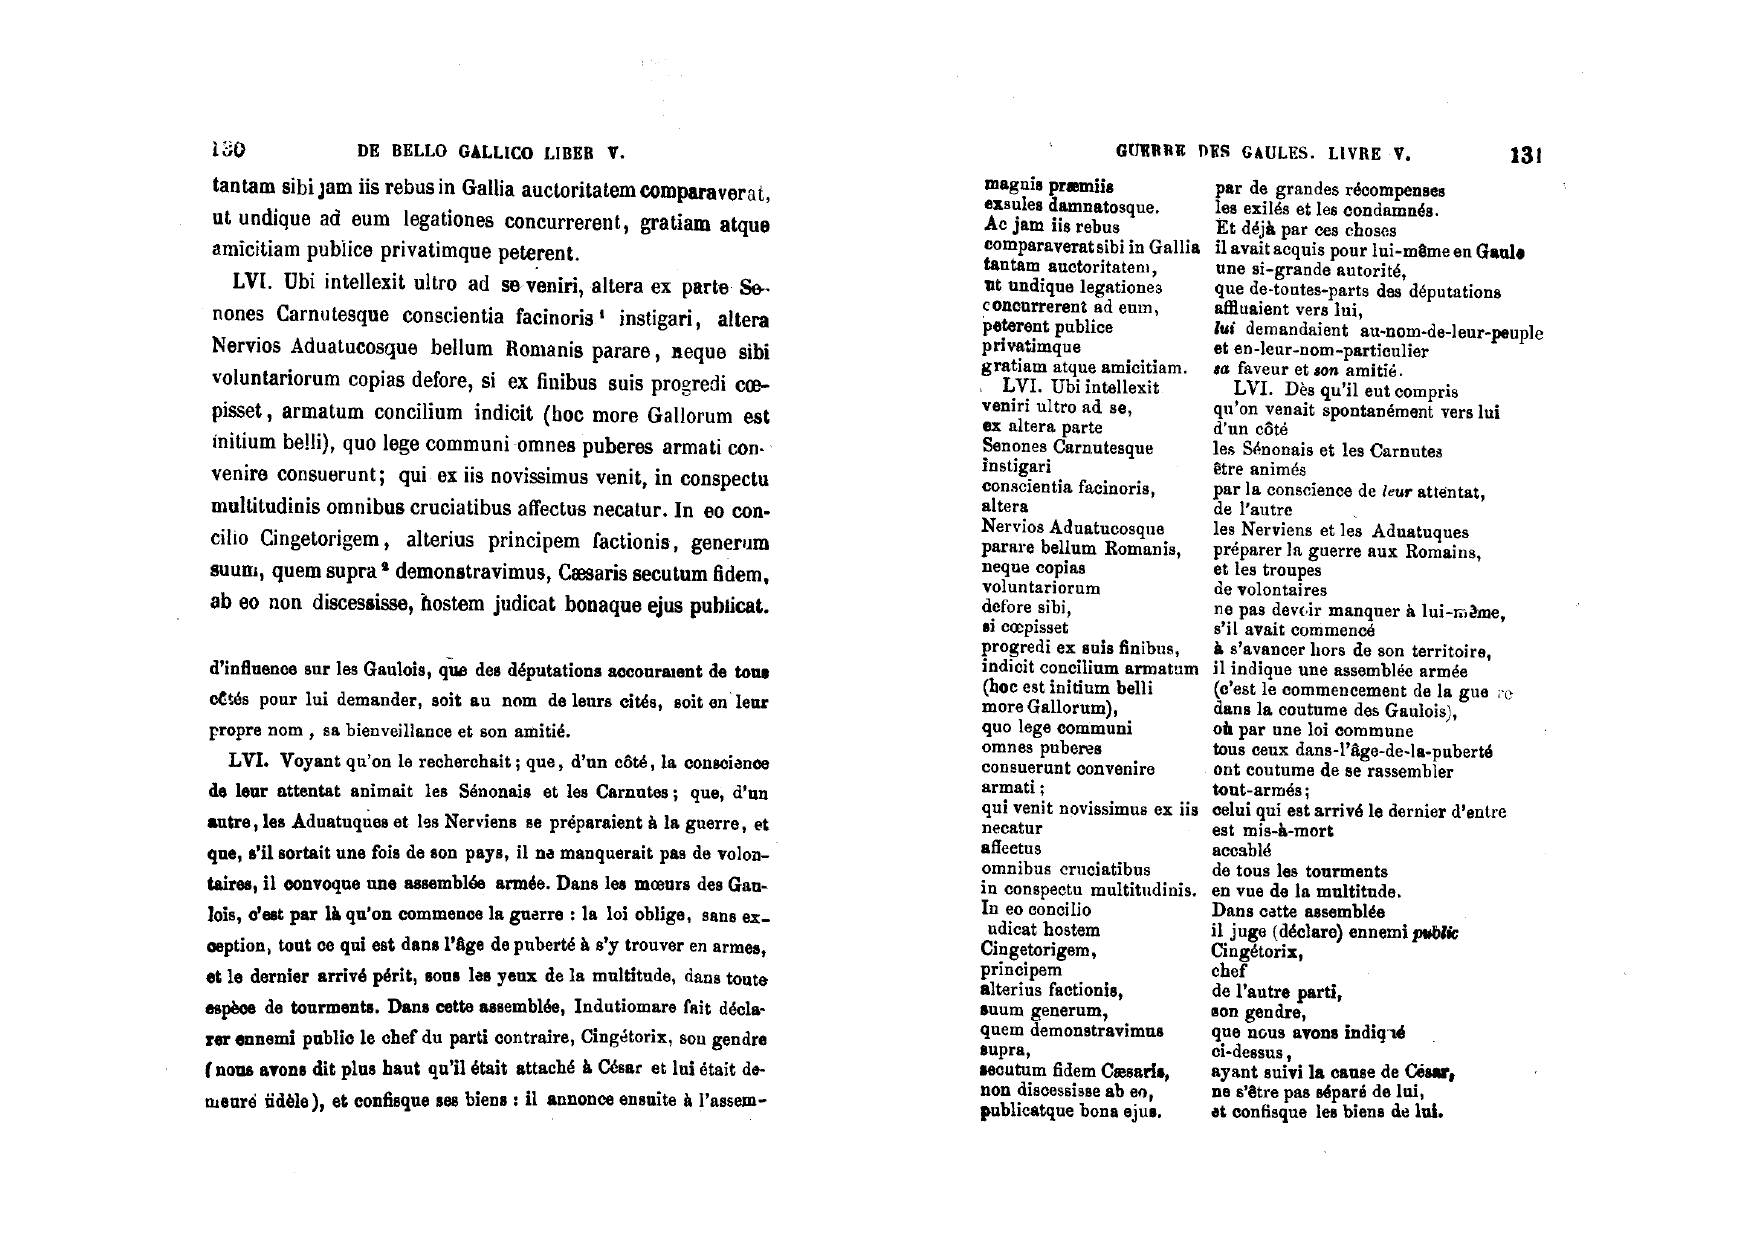 130 DE BELLO GALLICO LIBER V.
tantam sibi jam iis rebus in Gallia auctoritatem comparaverat,
ut undique ad eum legationes concurrerent, gratiam atque
amicitiam publice privatimque peterent.
LVI. Ubi intellexit ultro ad se veniri, altera ex parte Se-
nones Carnutesque conscientia facinoris¹ instigari, altera
Nervios Aduatucosque bellum Romanis parare, neque sibi
voluntariorum copias defore, si ex finibus suis progredi cœ-
pisset, armatum concilium indicit (hoc more Gallorum est
initium belli), quo lege communi omnes puberes armati con-
venire consuerunt; qui ex iis novissimus venit, in conspectu
multitudinis omnibus cruciatibus affectus necatur. In eo con-
cilio Cingetorigem, alterius principem factionis, generum
suum, quem supra² demonstravimus, Cæsaris secutum fidem,
ab eo non discessisse, hostem judicat bonaque ejus publicat.
d'influence sur les Gaulois, que des députations accouraient de tous
côtés pour lui demander, soit au nom de leurs cités, soit en leur
propre nom, sa bienveillance et son amitié.
LVI. Voyant qu'on le recherchait; que, d'un côté, la conscience
de leur attentat animait les Sénonais et les Carnutes; que, d'un
autre, les Aduatuques et les Nerviens se préparaient à la guerre, et
que, s'il sortait une fois de son pays, il ne manquerait pas de volon-
taires, il convoque une assemblée armée. Dans les mœurs des Gau-
lois, c'est par là qu'on commence la guerre : la loi oblige, sans ex-
ception, tout ce qui est dans l'âge de puberté à s'y trouver en armes,
et le dernier arrivé périt, sous les yeux de la multitude, dans toute
espèce de tourments. Dans cette assemblée, Indutiomare fait décla-
rer ennemi public le chef du parti contraire, Cingétorix, son gendre
(nous avons dit plus haut qu'il était attaché à César et lui était de-
meuré fidèle), et confisque ses biens : il annonce ensuite à l'assem-
GUERRE DES GAULES. LIVRE V. 131
magnis præmiis
exsules damnatosque.
Ac jam iis rebus
comparaverat sibi in Gallia
tantam auctoritatem,
ut undique legationes
concurrerent ad eum,
peterent publice
privatimque
gratiam atque amicitiam.
LVI. Ubi intellexit
veniri ultro ad se,
ex altera parte
Senones Carnutesque
instigari
conscientia facinoris,
altera
Nervios Aduatucosque
parare bellum Romanis,
neque copias
voluntariorum
defore sibi,
si cœpisset
progredi ex suis finibus,
indicit concilium armatum
(hoc est initium belli
more Gallorum),
quo lege communi
omnes puberes
consuerunt convenire
armati;
qui venit novissimus ex iis
necatur
affectus
omnibus cruciatibus
in conspectu multitudinis.
In eo concilio
udicat hostem
Cingetorigem,
principem
alterius factionis,
suum generum,
quem demonstravimus
supra,
secutum fidem Cæsaris,
non discessisse ab eo,
publicatque bona ejus.
par de grandes récompenses
les exilés et les condamnés.
Et déjà par ces choses
il avait acquis pour lui-même en Gaule
une si-grande autorité,
que de-toutes-parts des députations
affluaient vers lui,
lui demandaient au-nom-de-leur-peuple
et en-leur-nom-particulier
sa faveur et son amitié.
LVI. Dès qu'il eut compris
qu'on venait spontanément vers lui
d'un côté
les Sénonais et les Carnutes
être animés
par la conscience de leur attentat,
de l'autre
les Nerviens et les Aduatuques
préparer la guerre aux Romains,
et les troupes
de volontaires
ne pas devoir manquer à lui-même,
s'il avait commencé
à s'avancer hors de son territoire,
il indique une assemblée armée
(c'est le commencement de la guerre
dans la coutume des Gaulois),
où par une loi commune
tous ceux dans-l'âge-de-la-puberté
ont coutume de se rassembler
tout-armés;
celui qui est arrivé le dernier d'entre
est mis-à-mort
accablé
de tous les tourments
en vue de la multitude.
Dans cette assemblée
il juge (déclare) ennemi public
Cingétorix,
chef
de l'autre parti,
son gendre,
que nous avons indiqué
ci-dessus,
ayant suivi la cause de César,
ne s'être pas séparé de lui,
et confisque les biens de lui.